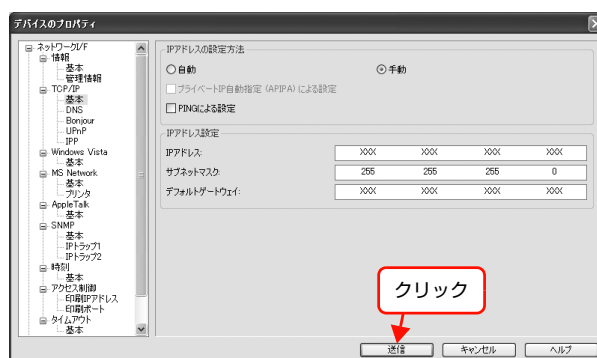 デバイスのプロパティ
ネットワークI/F
情報
基本
管理情報
TCP/IP
基本
DNS
Bonjour
UPnP
IPP
Windows Vista
基本
MS Network
基本
プリンタ
AppleTalk
基本
SNMP
IPトラップ1
IPトラップ2
時刻
基本
アクセス制御
印刷IPアドレス
印刷ポート
タイムアウト
基本
IPアドレスの設定方法
自動 手動
プライベートIP自動指定 (APIPA) による設定
PINGによる設定
IPアドレス設定
IPアドレス: XXX XXX XXX XXX
サブネットマスク: 255 255 255 0
デフォルトゲートウェイ: XXX XXX XXX XXX
クリック
送信 キャンセル ヘルプ